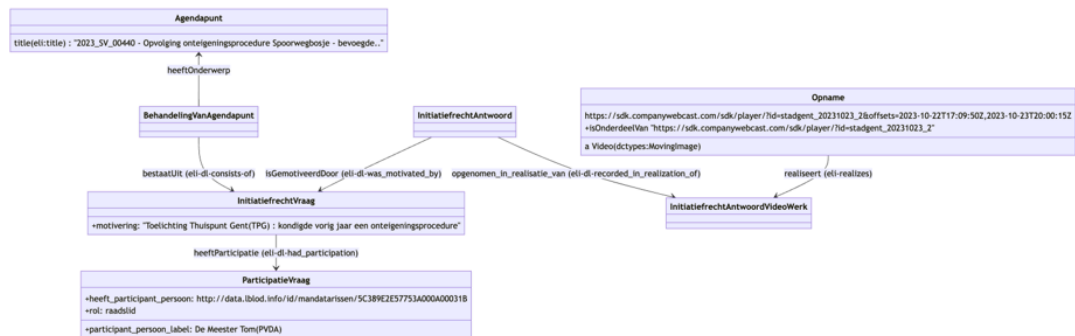 Agendapunt
title(eli:title) : "2023_SV_00440 - Opvolging onteigeningsprocedure Spoorwegbosje - bevoegde.."
heeftOnderwerp
BehandelingVanAgendapunt
InitiatiefrechtAntwoord
Opname
https://sdk.companywebcast.com/sdk/player/?id=stadgent_20231023_2&offsets=2023-10-22T17:09:50Z,2023-10-23T20:00:15Z
+isOnderdeelVan "https://sdk.companywebcast.com/sdk/player/?id=stadgent_20231023_2"
a Video(dctypes:MovingImage)
bestaatUit (eli-dl-consists-of)
isGemotiveerdDoor (eli-dl-was_motivated_by)
opgenomen_in_realisatie_van (eli-dl-recorded_in_realization_of)
realiseert (eli-realizes)
InitiatiefrechtVraag
+motivering: "Toelichting Thuispunt Gent(TPG) : kondigde vorig jaar een onteigeningsprocedure"
InitiatiefrechtAntwoordVideoWerk
heeftParticipatie (eli-dl-had_participation)
ParticipatieVraag
+heeft_participant_persoon: http://data.lblod.info/id/mandatarissen/5C389E2E57753A000A00031B
+rol: raadslid
+participant_persoon_label: De Meester Tom(PVDA)